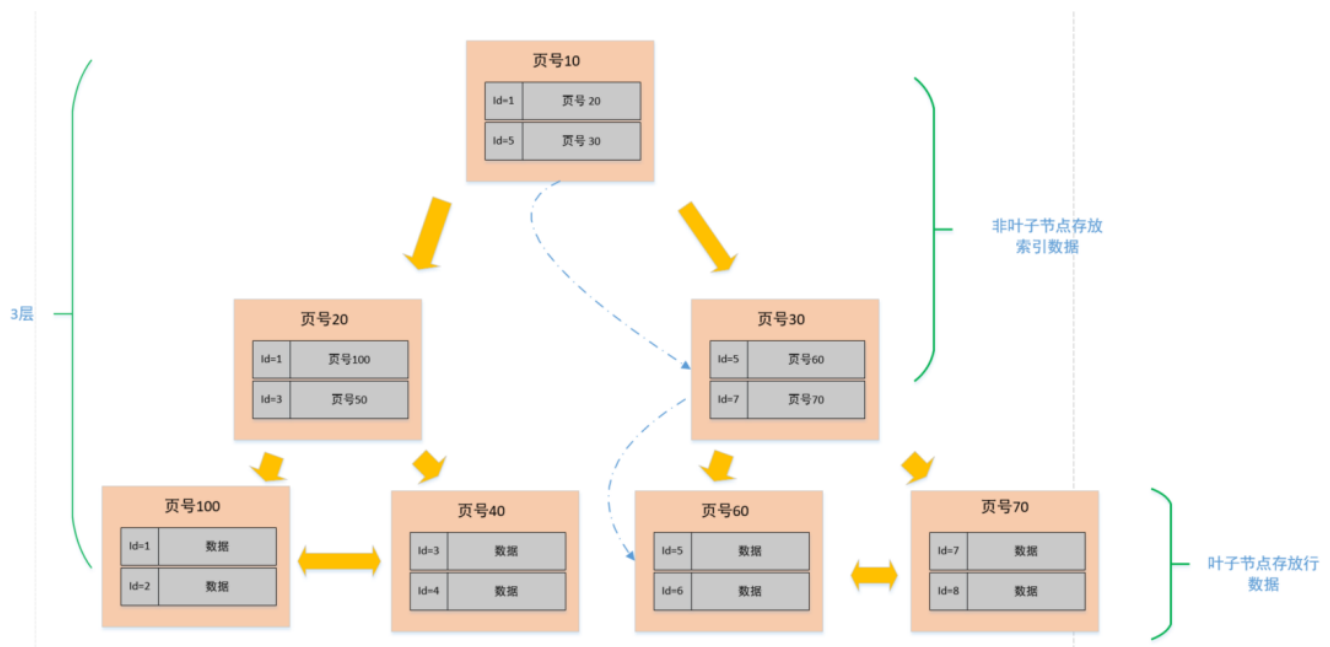 页号10
Id=1 页号 20
Id=5 页号 30
非叶子节点存放
索引数据
3层
页号20
Id=1 页号100
Id=3 页号50
页号30
Id=5 页号60
Id=7 页号70
页号100
Id=1 数据
Id=2 数据
页号40
Id=3 数据
Id=4 数据
页号60
Id=5 数据
Id=6 数据
页号70
Id=7 数据
Id=8 数据
叶子节点存放行
数据